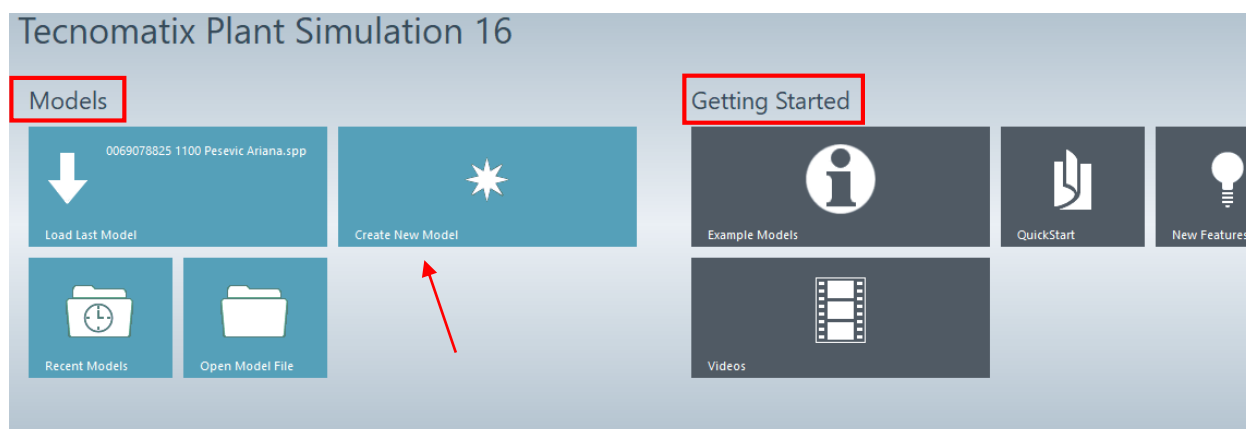 Tecnomatix Plant Simulation 16
Models
0069078825 1100 Pesevic Ariana.spp
Load Last Model
Create New Model
Recent Models
Open Model File
Getting Started
Example Models
QuickStart
New Features
Videos